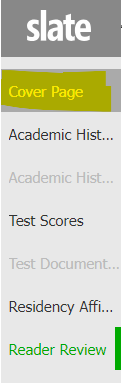 slate
Cover Page
Academic Hist...
Academic Hist...
Test Scores
Test Document...
Residency Affi...
Reader Review